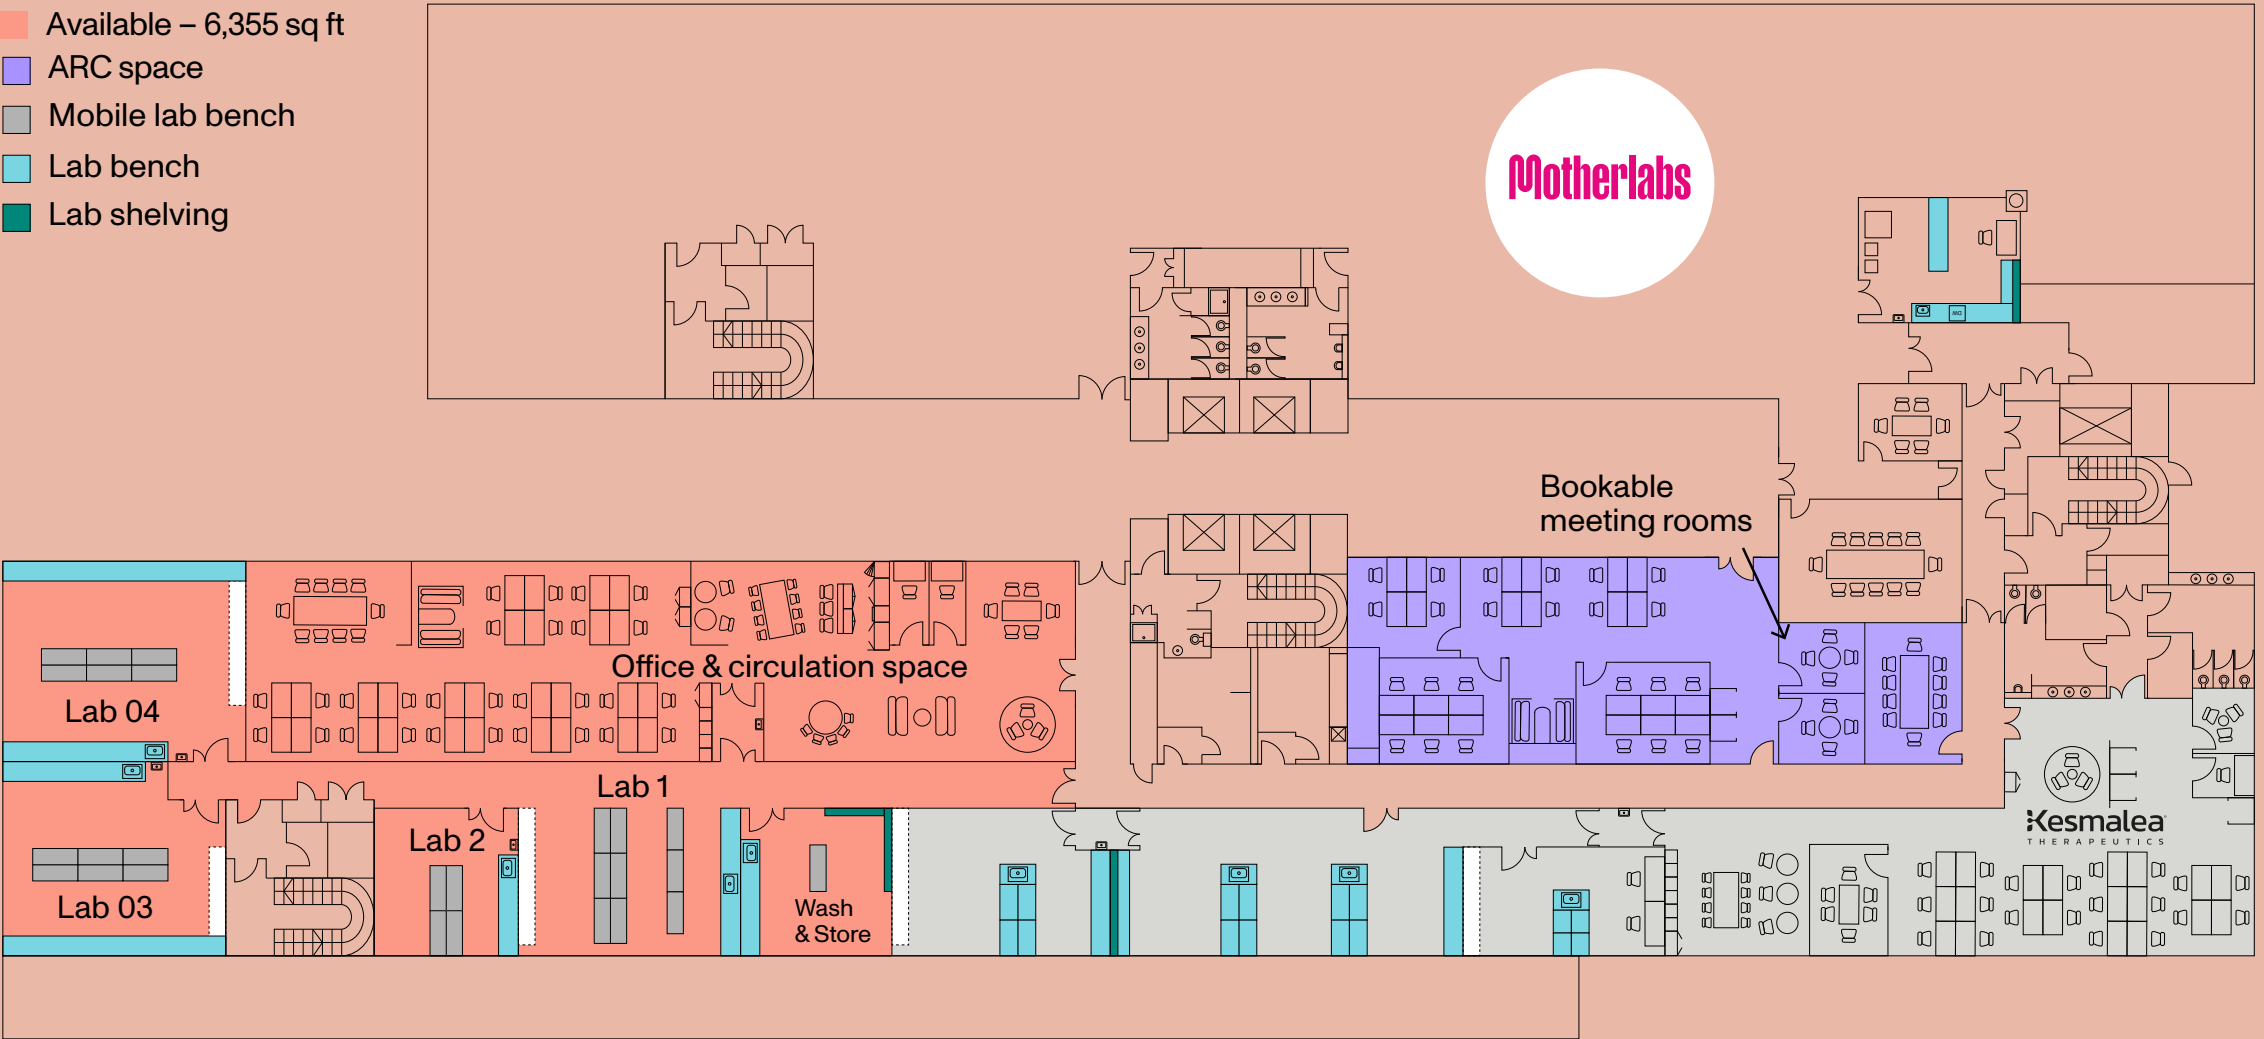 Available – 6,355 sq ft
ARC space
Mobile lab bench
Lab bench
Lab shelving
Motherlabs
DW
Bookable
meeting rooms
Office & circulation space
Lab 04
Lab 1
Lab 2
Lab 03
Wash
& Store
Kesmalea
THERAPEUTICS